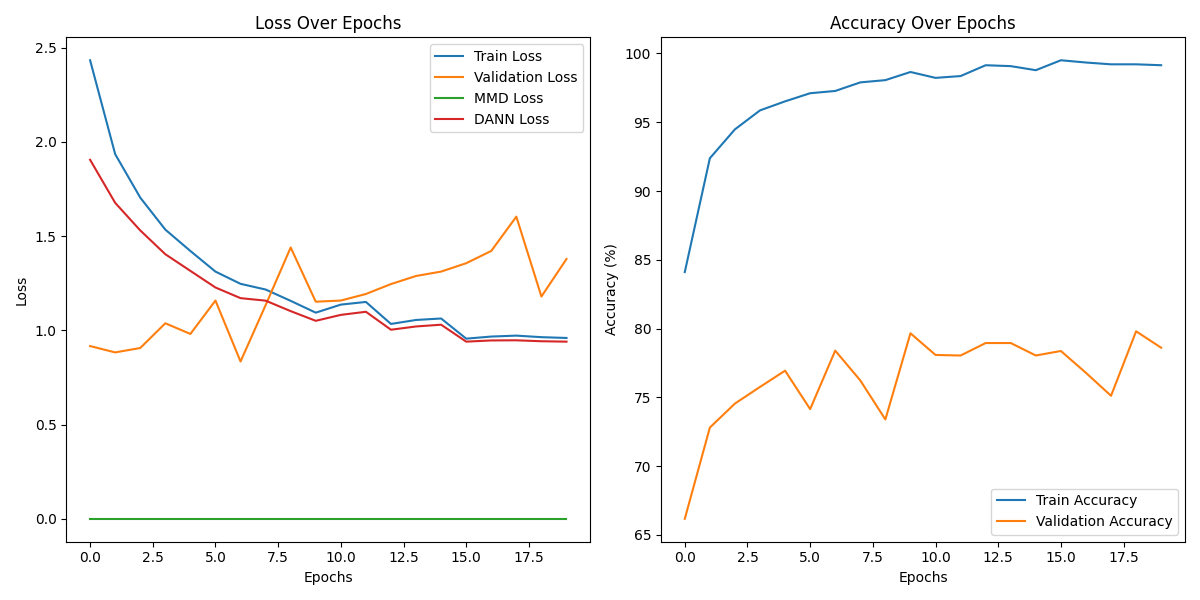 Loss Over Epochs
Loss
2.5
2.0
1.5
1.0
0.5
0.0
Train Loss
Validation Loss
MMD Loss
DANN Loss
0.0 2.5 5.0 7.5 10.0 12.5 15.0 17.5
Epochs
Accuracy Over Epochs
Accuracy (%)
100
95
90
85
80
75
70
65
Train Accuracy
Validation Accuracy
0.0 2.5 5.0 7.5 10.0 12.5 15.0 17.5
Epochs